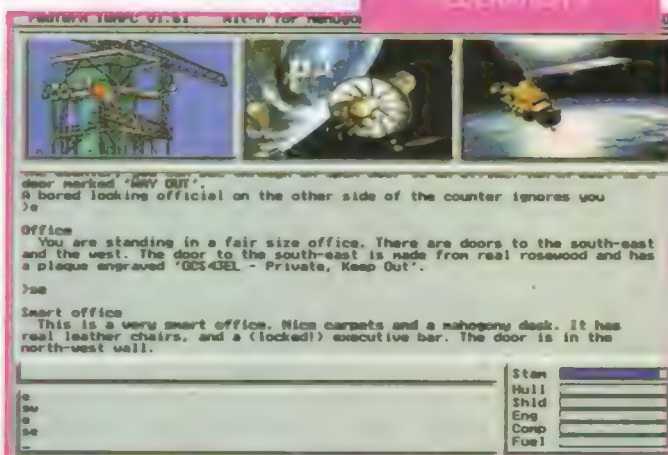 door marked 'WAY OUT'.
A bored looking official on the other side of the counter ignores you
>e
Office
You are standing in a fair size office. There are doors to the south-east
and the west. The door to the south-east is made from real rosewood and has
a plaque engraved 'GCS43EL - Private, Keep Out'.
>se
Smart office
This is a very smart office. Nice carpets and a mahogony desk. It has
real leather chairs, and a (locked!) executive bar. The door is in the
north-west wall.
e
sw
e
se
Stam
Hull
Shld
Eng
Comp
Fuel